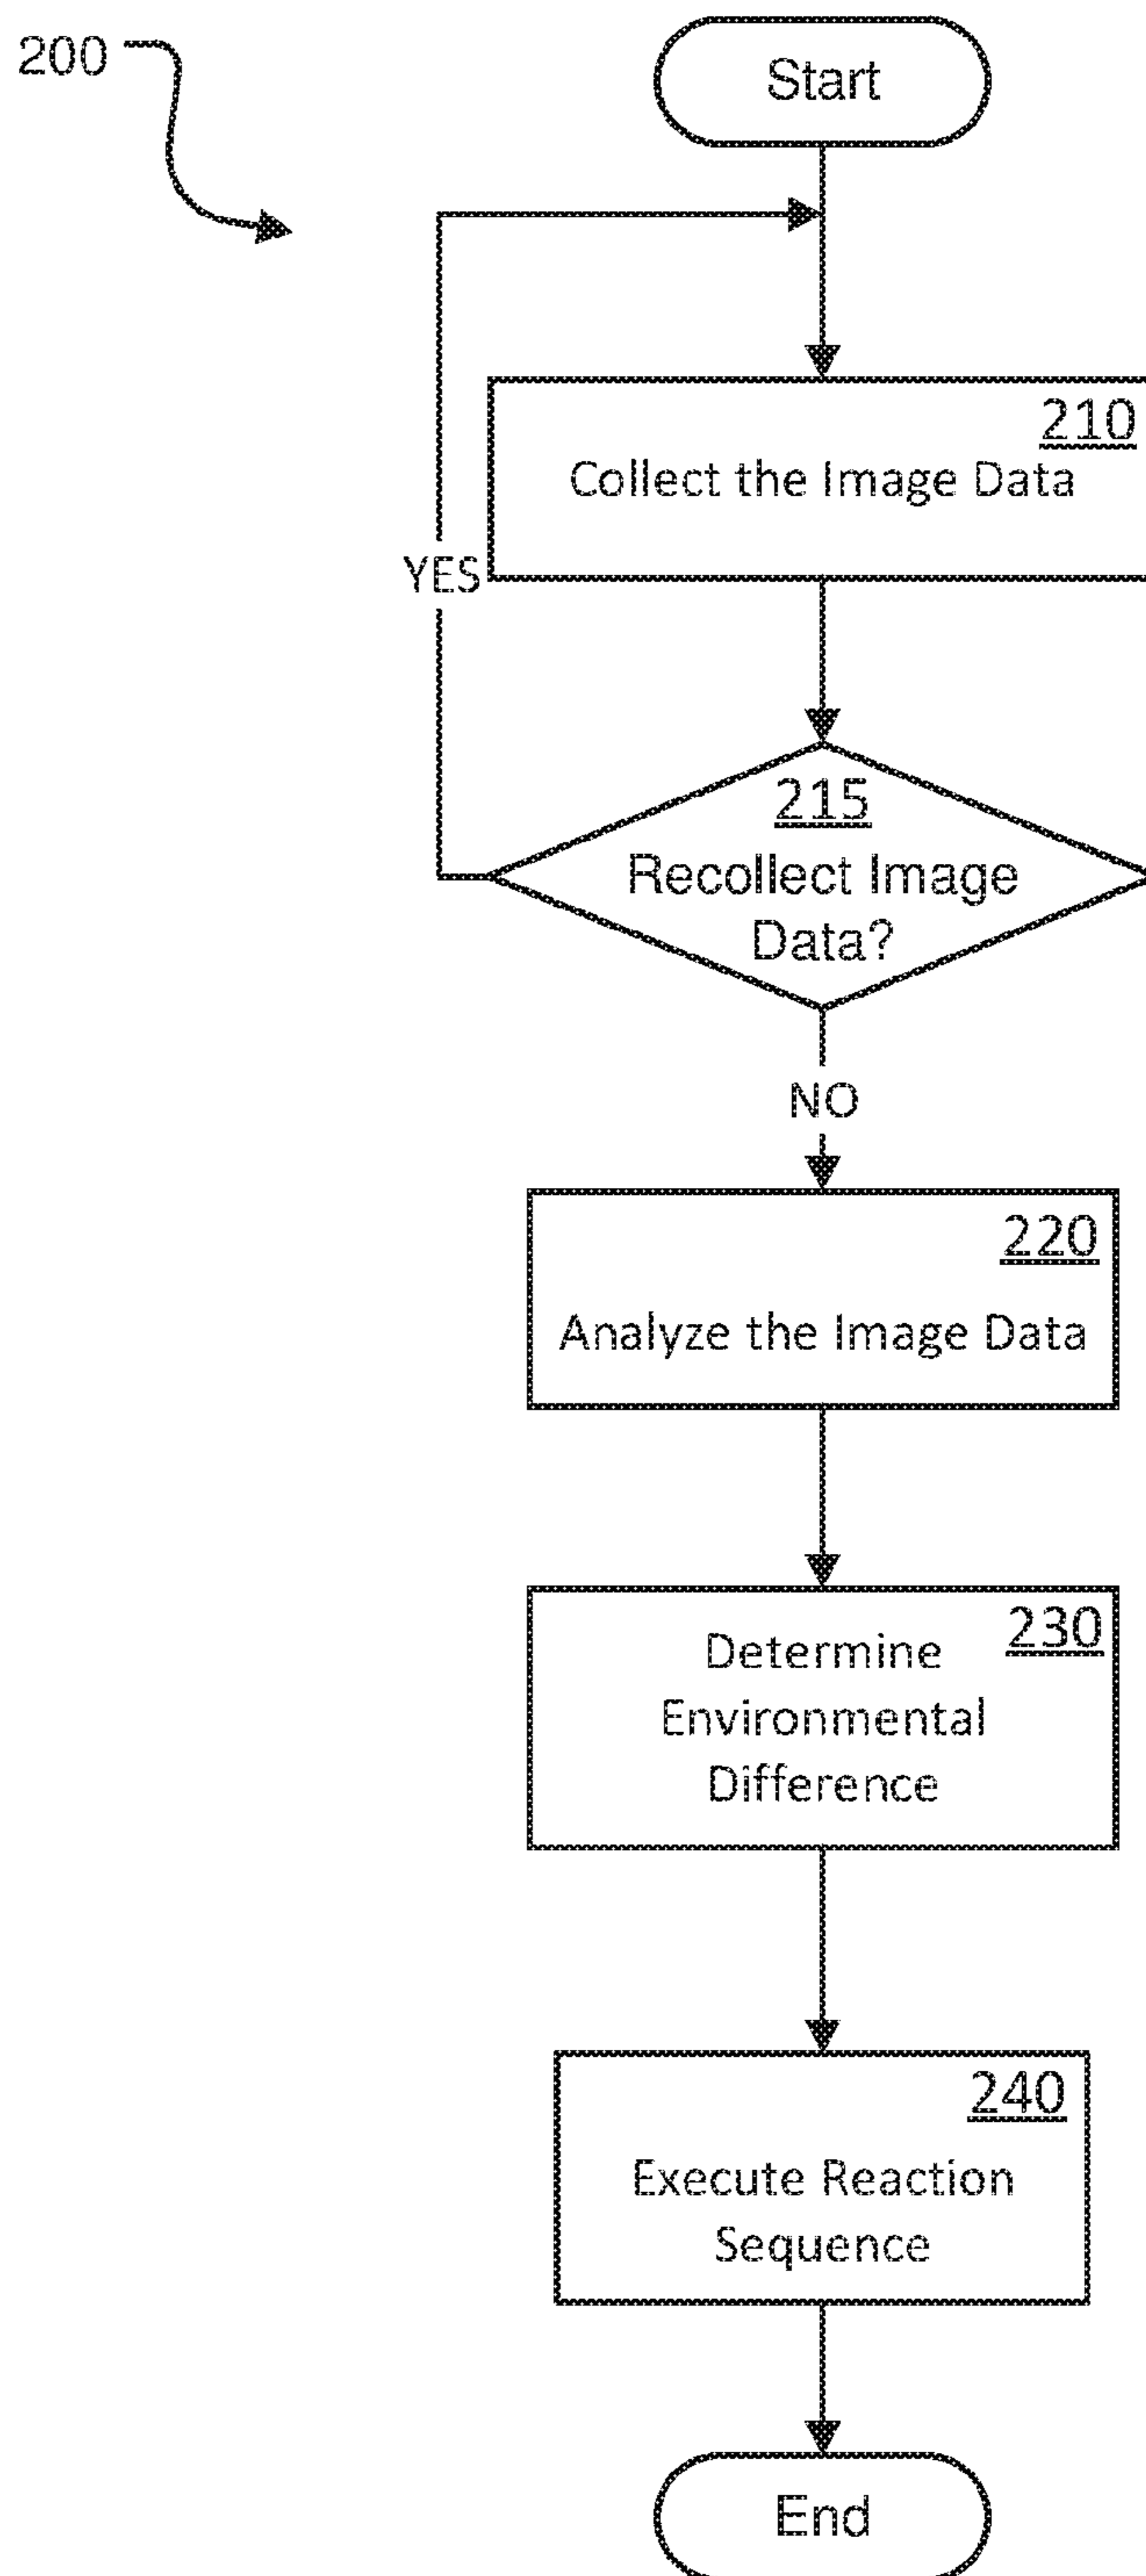 200
Start
210
Collect the Image Data
YES
215
Recollect Image
Data?
NO
220
Analyze the Image Data
230
Determine
Environmental
Difference
240
Execute Reaction
Sequence
End